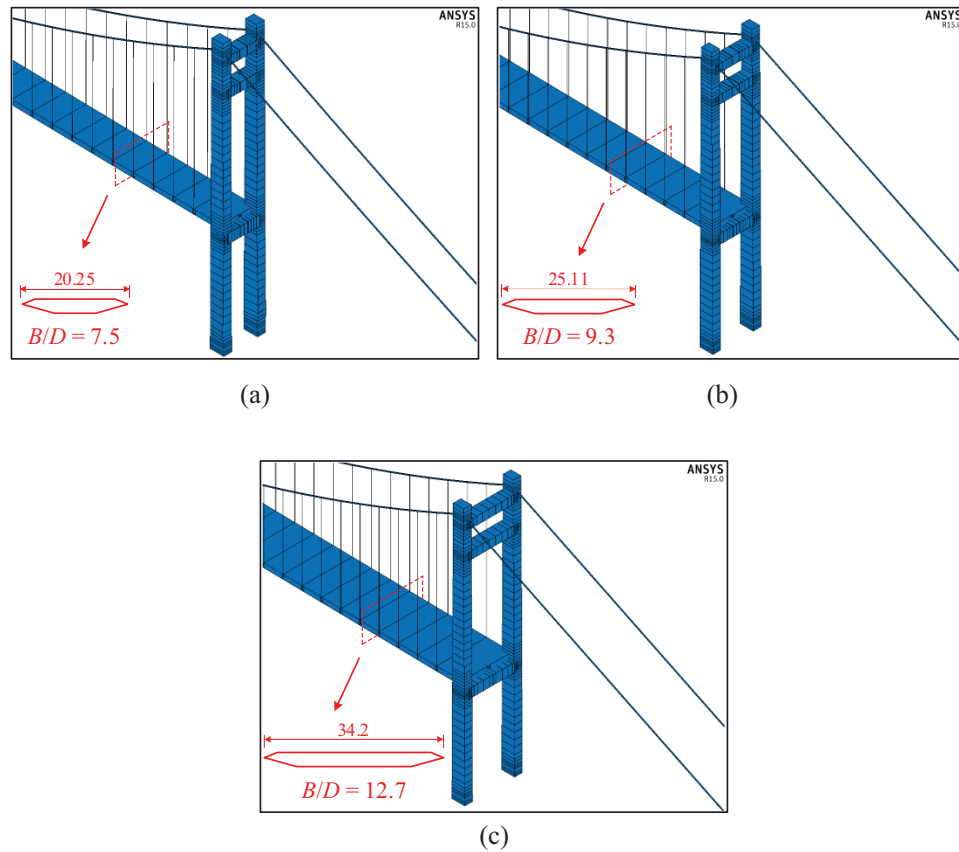 ANSYS
R15.0
20.25
B/D = 7.5
(a)
ANSYS
R15.0
25.11
B/D = 9.3
(b)
ANSYS
R15.0
34.2
B/D = 12.7
(c)